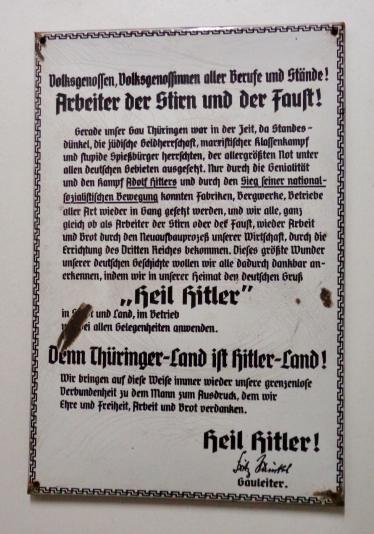 Volksgenossen, Volksgenossinnen aller Berufe und Stände!
Arbeiter der Stirn und der Faust!
Gerade unser Gau Thüringen war in der Zeit, da Standes-
dünkel, die jüdische Geldherrschaft, marxistischer Klassenkampf
und stupide Spießbürger herrschten, der allergrößten Not unter
allen deutschen Gebieten ausgesetzt. Nur durch die Genialität
und den Kampf Adolf Hitlers und durch den Sieg seiner national-
sozialistischen Bewegung konnten Fabriken, Bergwerke, Betriebe
aller Art wieder in Gang gesetzt werden, und wir alle, ganz
gleich ob als Arbeiter der Stirn oder der Faust, wieder Arbeit
und Brot durch den Neuaufbauprozeß unserer Wirtschaft, durch die
Errichtung des Dritten Reiches bekommen. Dieses größte Wunder
unserer deutschen Geschichte wollen wir alle dadurch dankbar an-
erkennen, indem wir in unserer Heimat den deutschen Gruß
„Heil Hitler"
in und Land, im Betrieb
bei allen Gelegenheiten anwenden.
Denn Thüringer-Land ist Hitler-Land!
Wir bringen auf diese Weise immer wieder unsere grenzenlose
Verbundenheit zu dem Mann zum Ausdruck, dem wir
Ehre und Freiheit, Arbeit und Brot verdanken.
Heil Hitler!
Fritz Sauckel
Gauleiter.